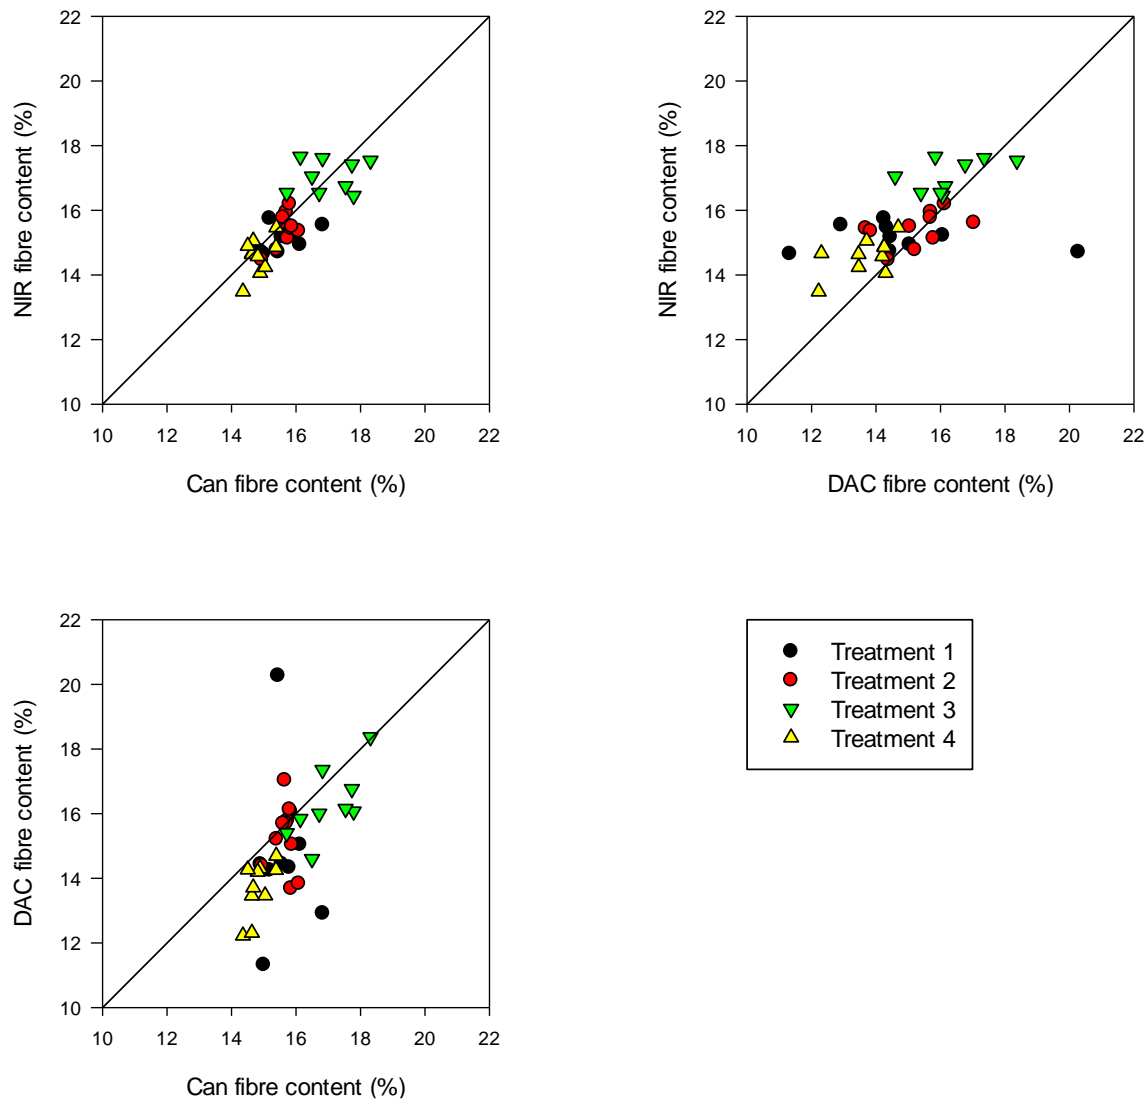 22
20
18
16
14
12
10
NIR fibre content (%)
10 12 14 16 18 20 22
Can fibre content (%)
22
20
18
16
14
12
10
NIR fibre content (%)
10 12 14 16 18 20 22
DAC fibre content (%)
22
20
18
16
14
12
10
DAC fibre content (%)
10 12 14 16 18 20 22
Can fibre content (%)
Treatment 1
Treatment 2
Treatment 3
Treatment 4